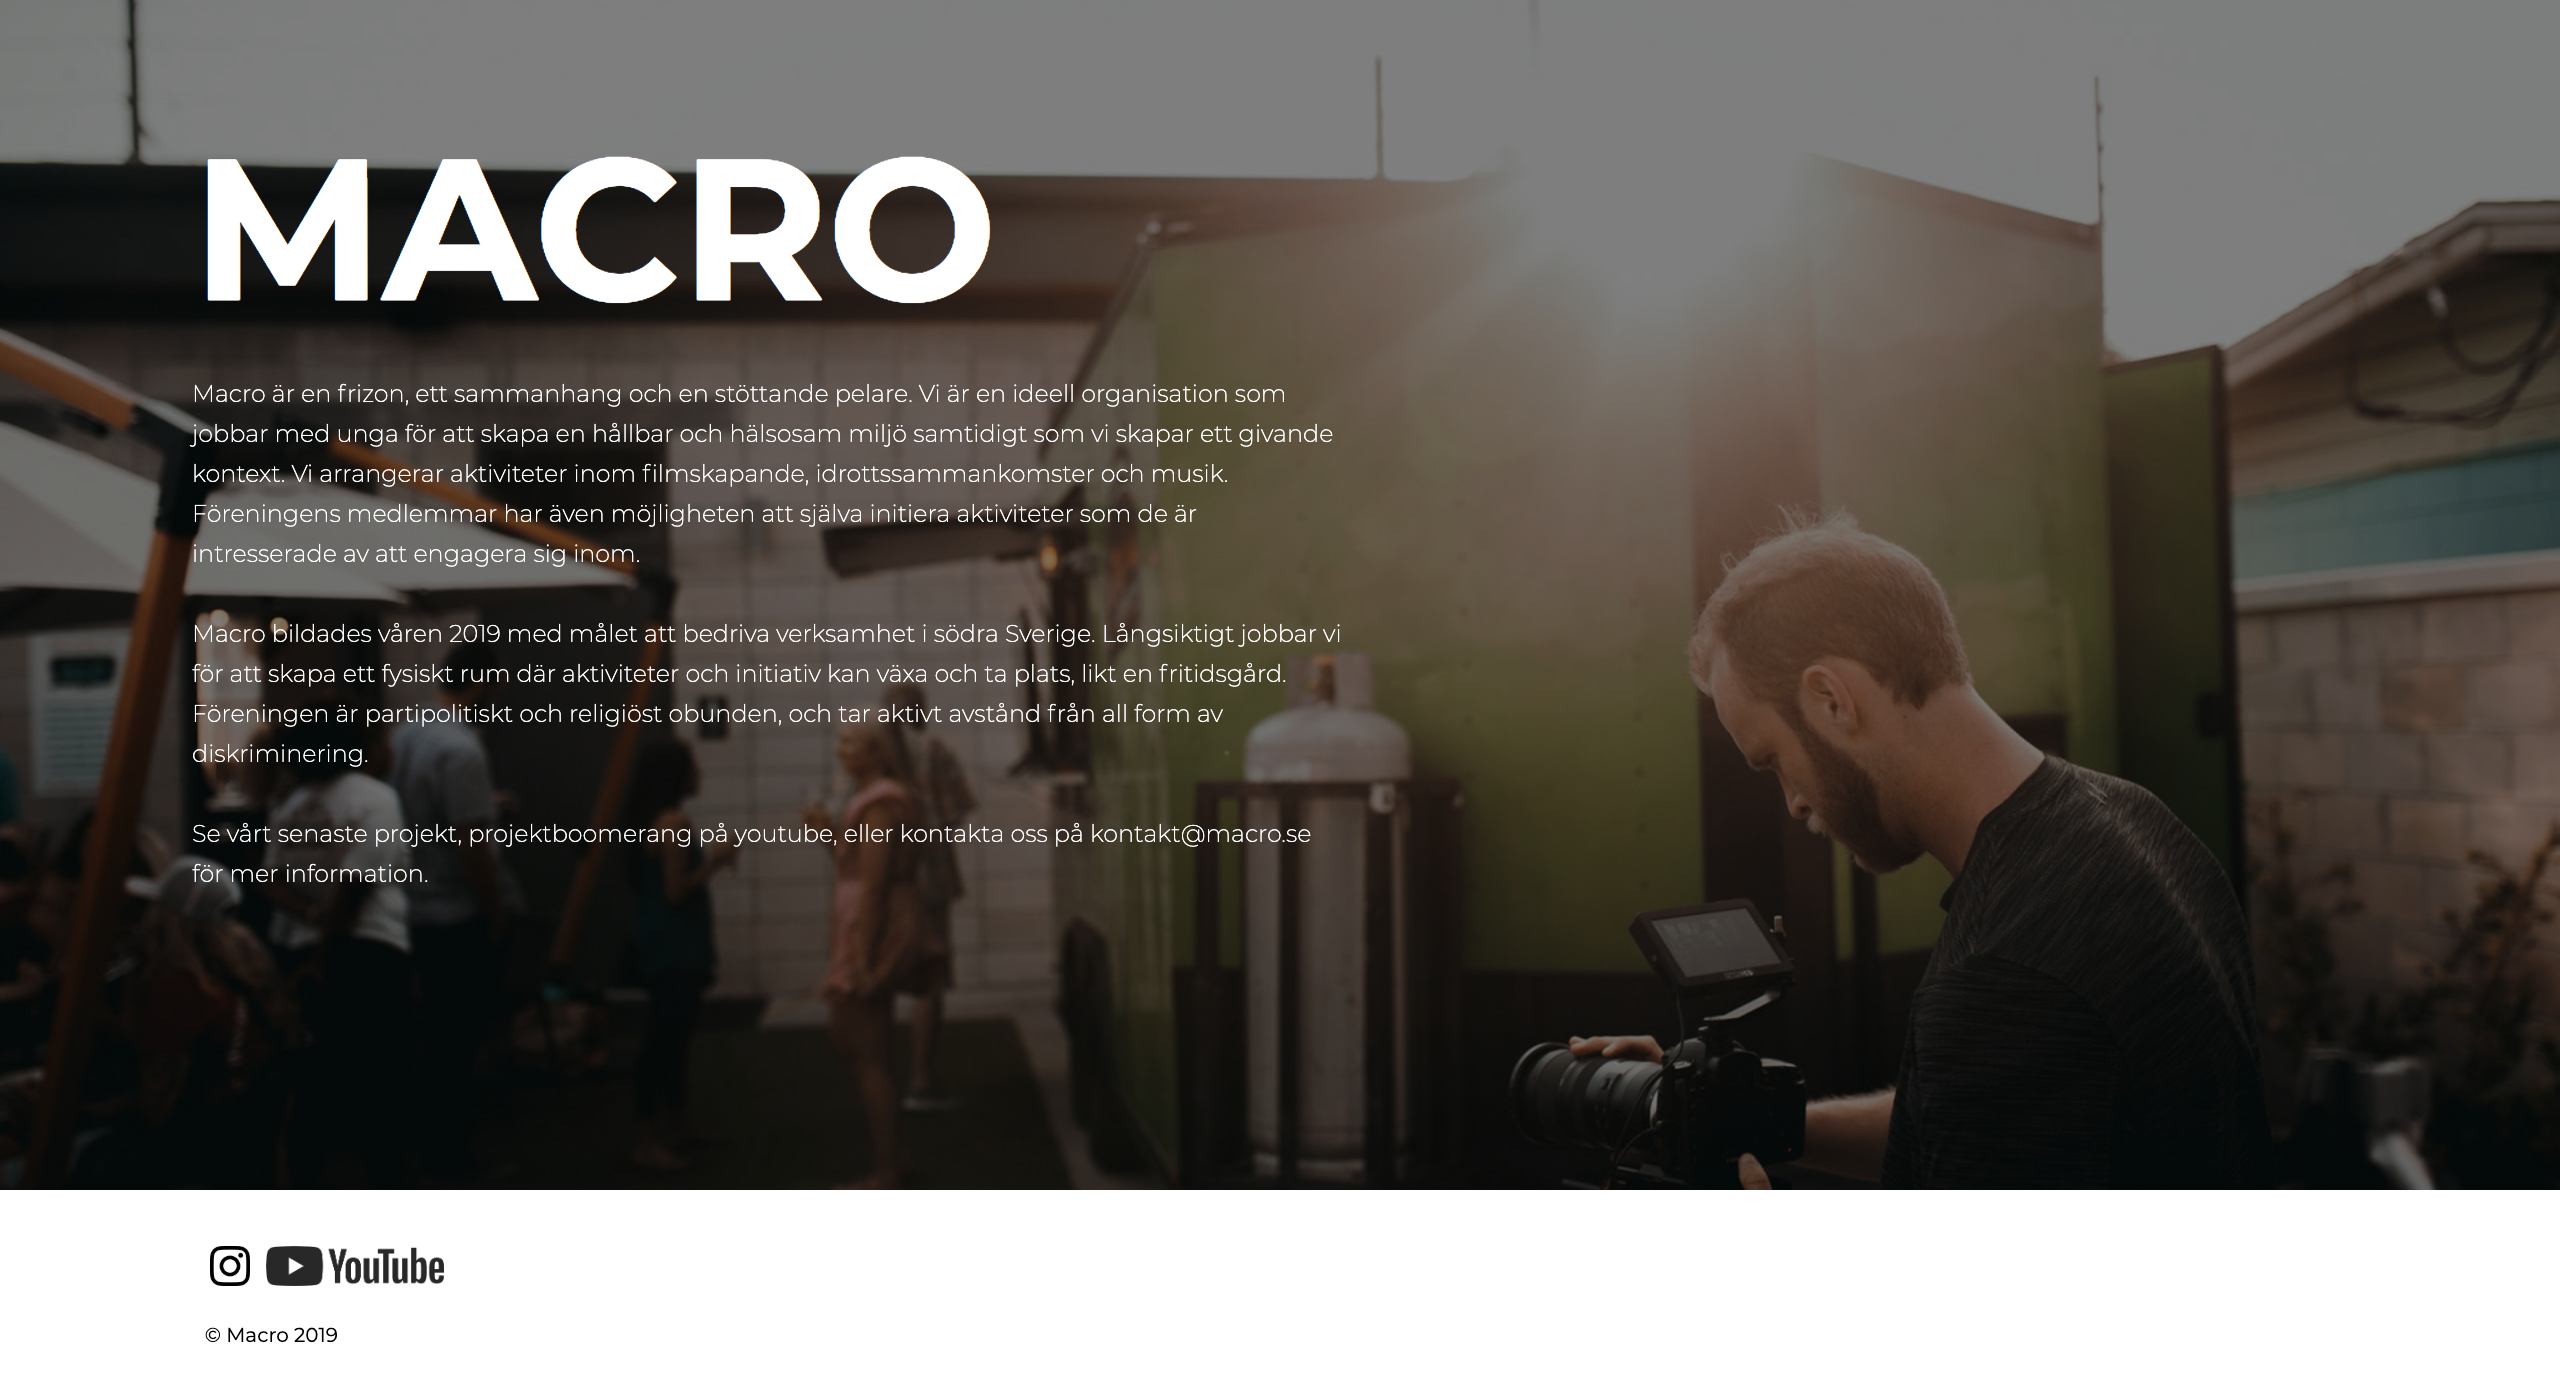 MACRO
Macro är en frizon, ett sammanhang och en stöttande pelare. Vi är en ideell organisation som
jobbar med unga för att skapa en hållbar och hälsosam miljö samtidigt som vi skapar ett givande
kontext. Vi arrangerar aktiviteter inom filmskapande, idrottssammankomster och musik.
Föreningens medlemmar har även möjligheten att själva initiera aktiviteter som de är
intresserade av att engagera sig inom.
Macro bildades våren 2019 med målet att bedriva verksamhet i södra Sverige. Långsiktigt jobbar vi
för att skapa ett fysiskt rum där aktiviteter och initiativ kan växa och ta plats, likt en fritidsgård.
Föreningen är partipolitiskt och religiöst obunden, och tar aktivt avstånd från all form av
diskriminering.
Se vårt senaste projekt, projektboomerang på youtube, eller kontakta oss på kontakt@macro.se
för mer information.
YouTube
© Macro 2019